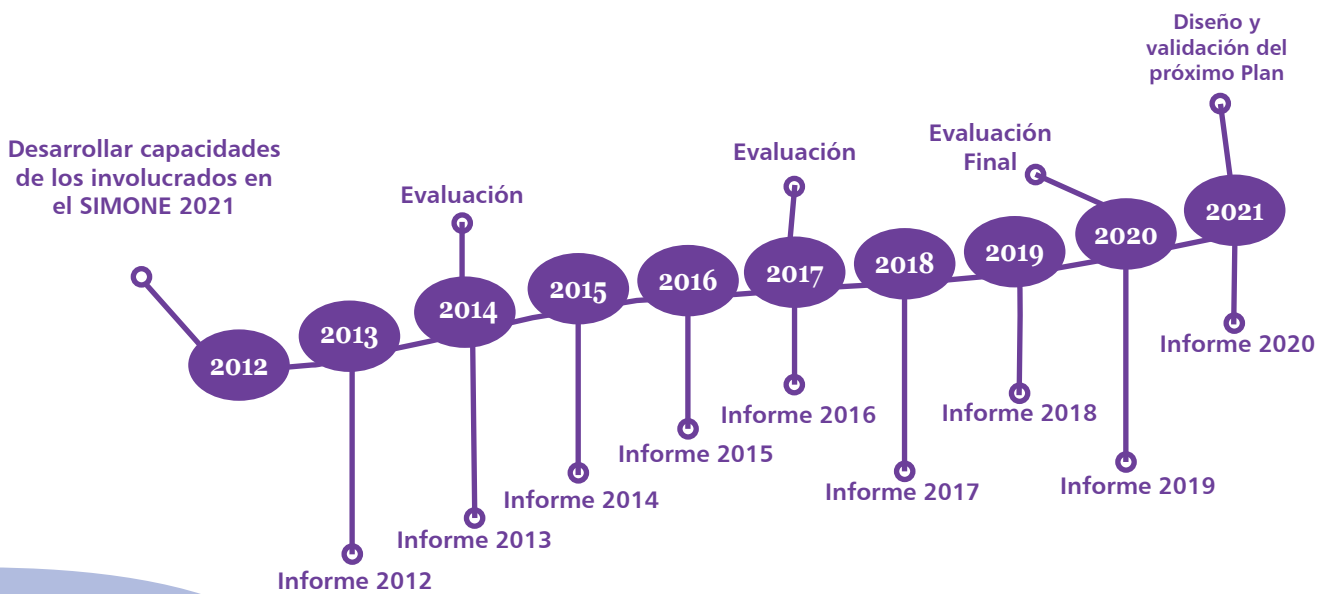 Diseño y
validación del
próximo Plan
Desarrollar capacidades
de los involucrados en
el SIMONE 2021
Evaluación
Evaluación
Evaluación
Final
2012
2013
2014
2015
2016
2017
2018
2019
2020
2021
Informe 2012
Informe 2013
Informe 2014
Informe 2015
Informe 2016
Informe 2017
Informe 2018
Informe 2019
Informe 2020